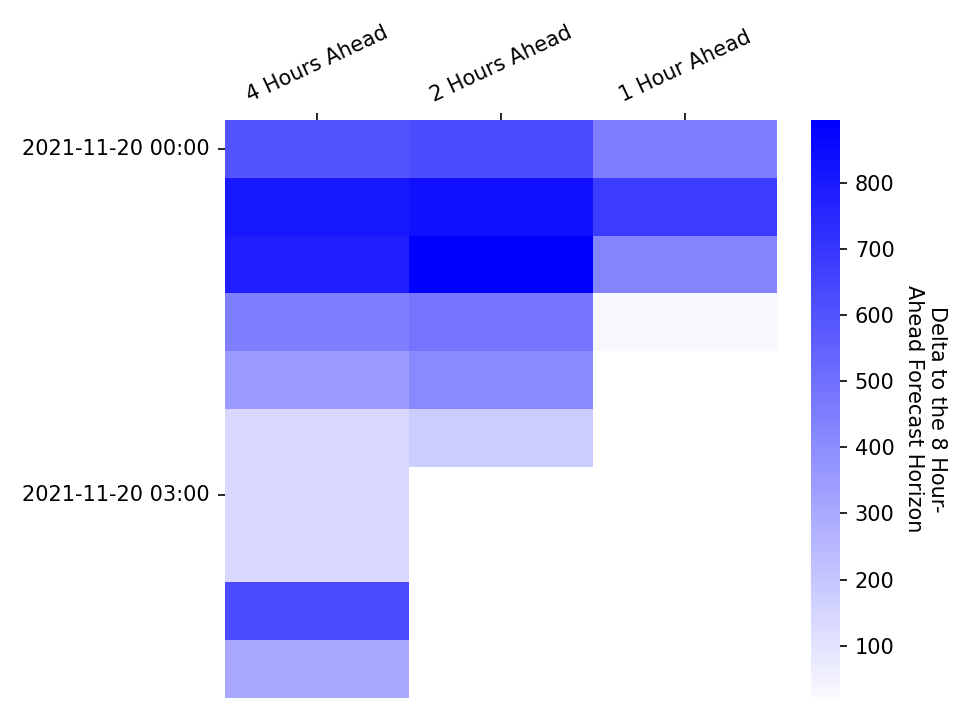 4 Hours Ahead
2 Hours Ahead
1 Hour Ahead
2021-11-20 00:00
2021-11-20 03:00
800
700
600
500
400
300
200
100
Delta to the 8 Hour-
Ahead Forecast Horizon